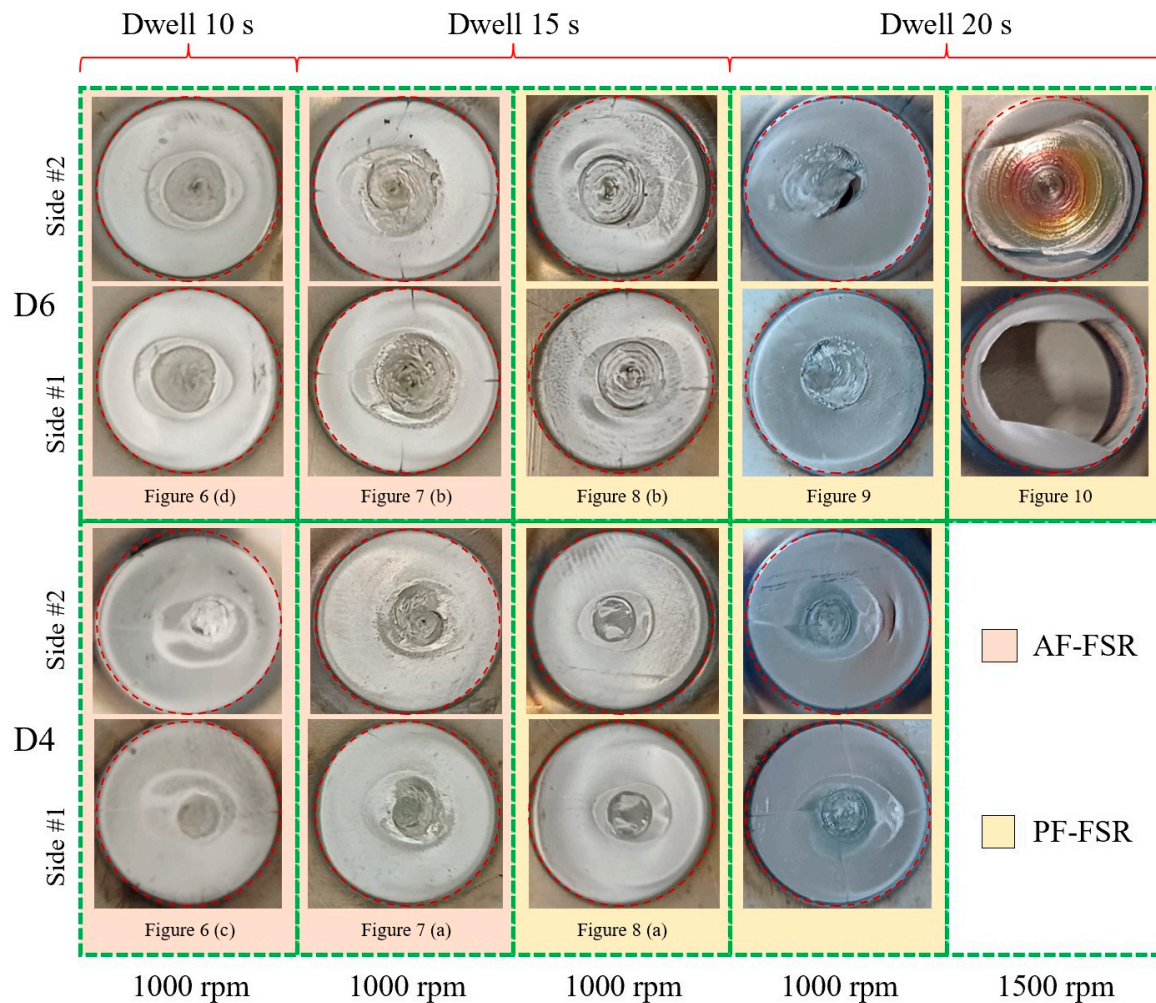 Dwell 10 s
Dwell 15 s
Dwell 20 s
D6
Side #2
Side #1
Figure 6 (d)
Figure 7 (b)
Figure 8 (b)
Figure 9
Figure 10
D4
Side #2
Side #1
AF-FSR
PF-FSR
Figure 6 (c)
Figure 7 (a)
Figure 8 (a)
1000 rpm
1000 rpm
1000 rpm
1000 rpm
1500 rpm